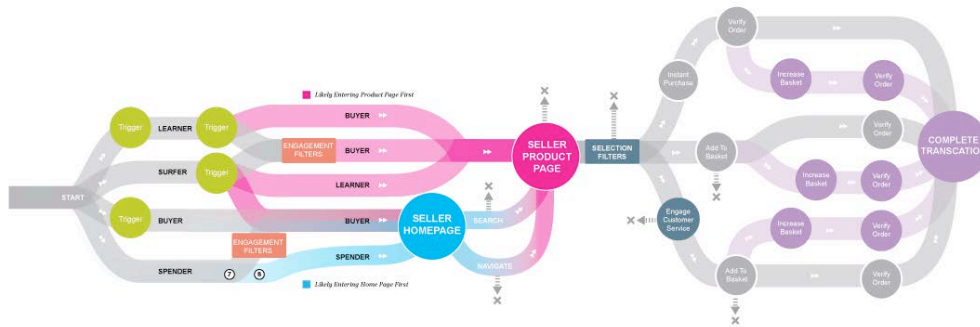 START
Trigger
LEARNER
Trigger
SURFER
Trigger
Trigger
BUYER
SPENDER
7
8
Likely Entering Product Page First
BUYER
ENGAGEMENT
FILTERS
BUYER
LEARNER
BUYER
ENGAGEMENT
FILTERS
SPENDER
Likely Entering Home Page First
SELLER
HOMEPAGE
SEARCH
NAVIGATE
SELLER
PRODUCT
PAGE
SELECTION
FILTERS
Instant
Purchase
Add To
Basket
Engage
Customer
Service
Verify
Order
Increase
Basket
Verify
Order
Verify
Order
Increase
Basket
Verify
Order
Increase
Basket
Verify
Order
Add To
Basket
Verify
Order
COMPLETE
TRANSCATION